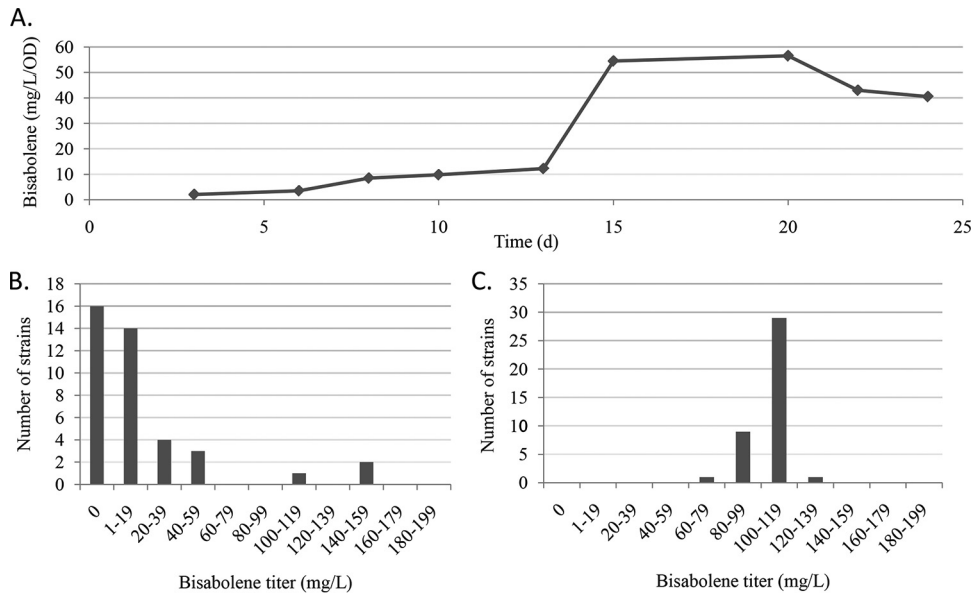 A.
Bisabolene (mg/L/OD)
60
50
40
30
20
10
0
0 5 10 15 20 25
Time (d)
B.
Number of strains
18
16
14
12
10
8
6
4
2
0
0 1-19 20-39 40-59 60-79 80-99 100-119 120-139 140-159 160-179 180-199
Bisabolene titer (mg/L)
C.
Number of strains
35
30
25
20
15
10
5
0
0 1-19 20-39 40-59 60-79 80-99 100-119 120-139 140-159 160-179 180-199
Bisabolene titer (mg/L)